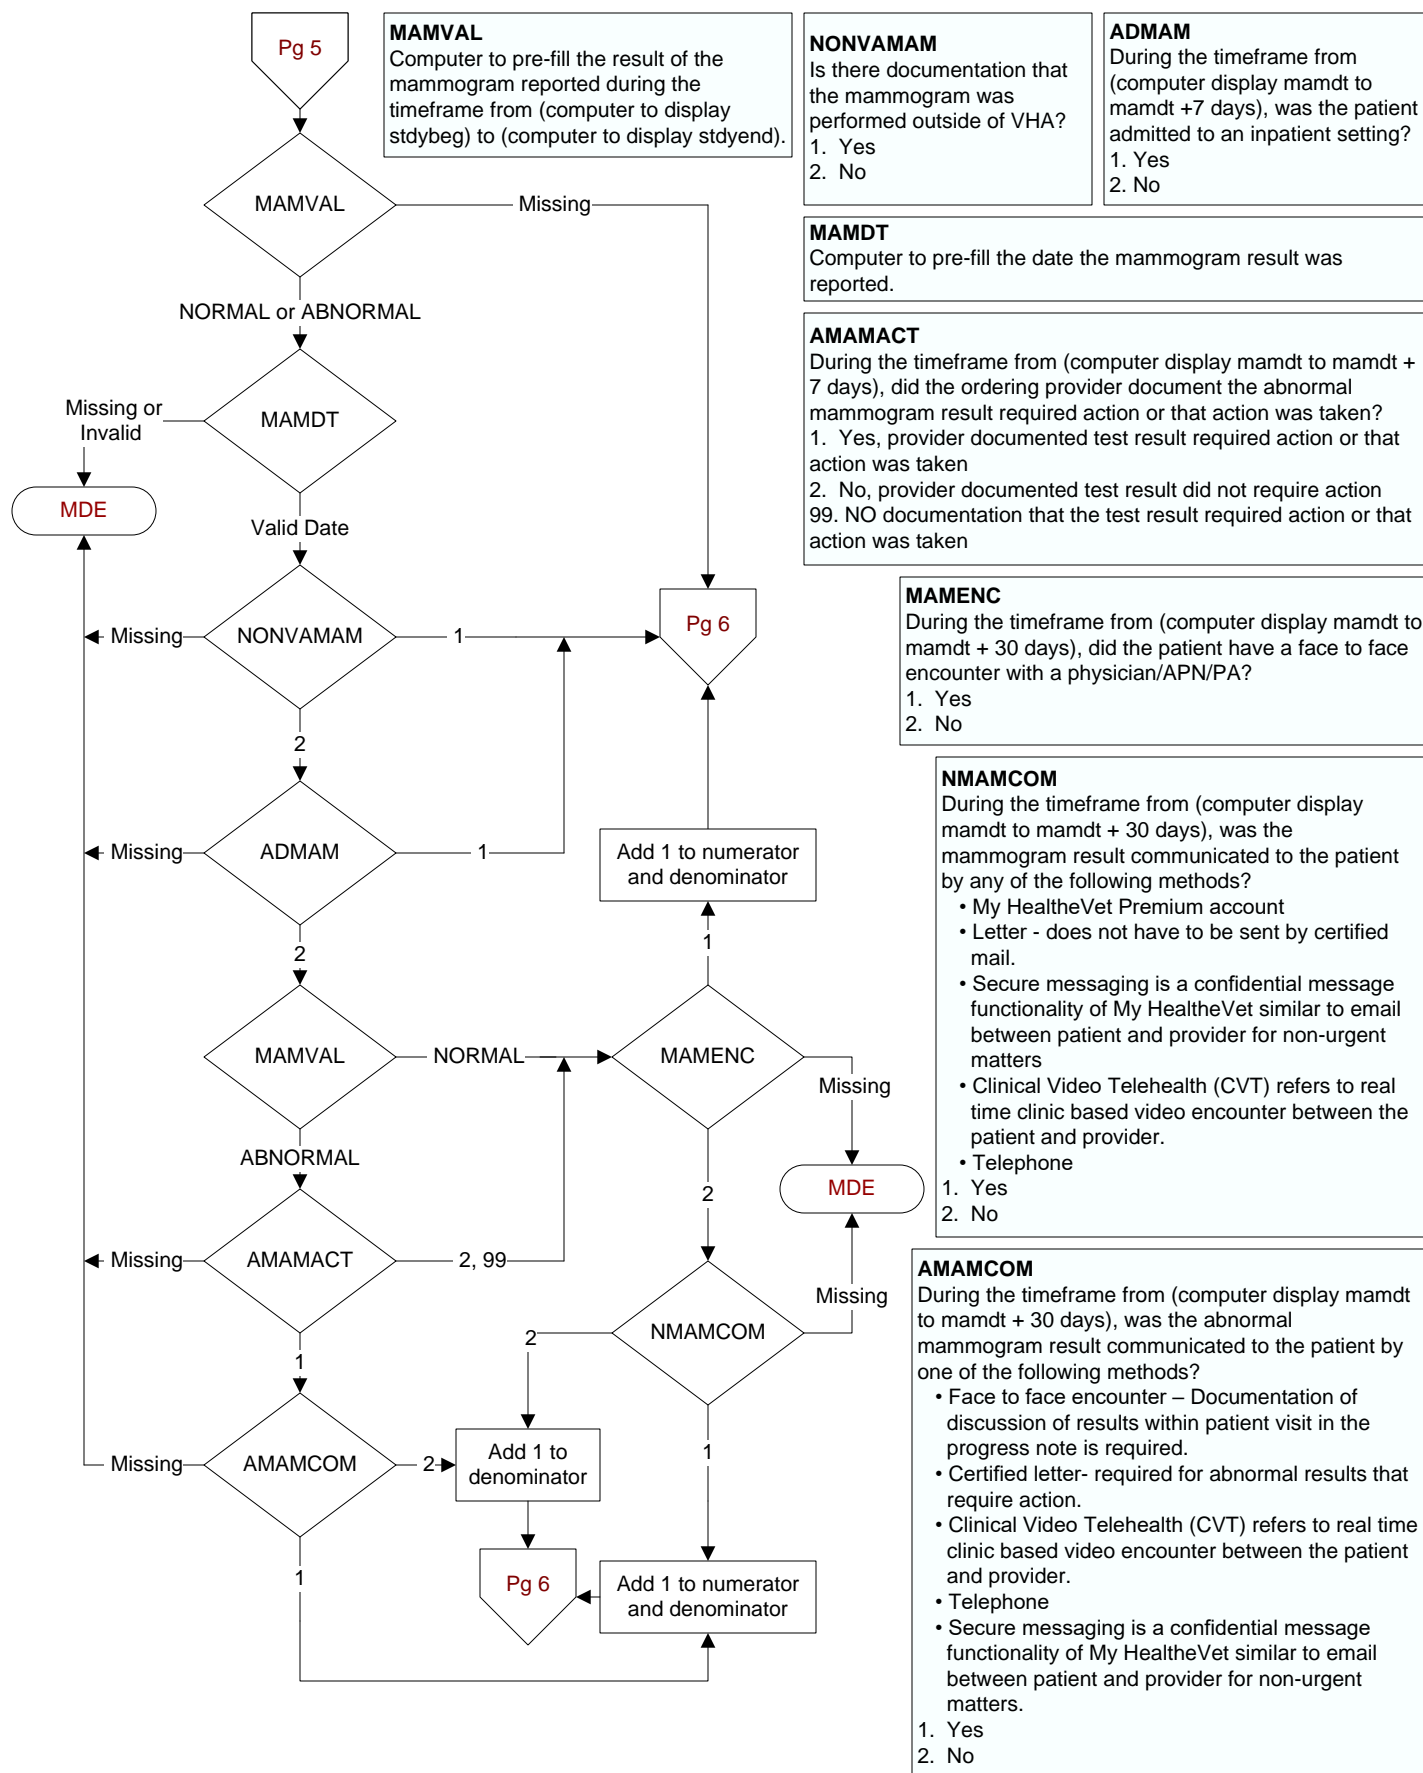 Pg 5
MAMVAL
Computer to pre-fill the result of the
mammogram reported during the
timeframe from (computer to display
stdybeg) to (computer to display stdyend).
NONVAMAM
Is there documentation that
the mammogram was
performed outside of VHA?
1. Yes
2. No
ADMAM
During the timeframe from
(computer display mamdt to
mamdt +7 days), was the patient
admitted to an inpatient setting?
1. Yes
2. No
MAMDT
Computer to pre-fill the date the mammogram result was
reported.
AMAMACT
During the timeframe from (computer display mamdt to mamdt +
7 days), did the ordering provider document the abnormal
mammogram result required action or that action was taken?
1. Yes, provider documented test result required action or that
action was taken
2. No, provider documented test result did not require action
99. NO documentation that the test result required action or that
action was taken
MAMENC
During the timeframe from (computer display mamdt to
mamdt + 30 days), did the patient have a face to face
encounter with a physician/APN/PA?
1. Yes
2. No
NMAMCOM
During the timeframe from (computer display
mamdt to mamdt + 30 days), was the
mammogram result communicated to the patient
by any of the following methods?
• My HealtheVet Premium account
• Letter - does not have to be sent by certified
mail.
• Secure messaging is a confidential message
functionality of My HealtheVet similar to email
between patient and provider for non-urgent
matters
• Clinical Video Telehealth (CVT) refers to real
time clinic based video encounter between the
patient and provider.
• Telephone
1. Yes
2. No
AMAMCOM
During the timeframe from (computer display mamdt
to mamdt + 30 days), was the abnormal
mammogram result communicated to the patient by
one of the following methods?
• Face to face encounter – Documentation of
discussion of results within patient visit in the
progress note is required.
• Certified letter- required for abnormal results that
require action.
• Clinical Video Telehealth (CVT) refers to real time
clinic based video encounter between the patient
and provider.
• Telephone
• Secure messaging is a confidential message
functionality of My HealtheVet similar to email
between patient and provider for non-urgent
matters.
1. Yes
2. No
MAMVAL
Missing
NORMAL or ABNORMAL
MAMDT
Missing or
Invalid
MDE
Valid Date
NONVAMAM
Missing
1
Pg 6
2
ADMAM
Missing
1
Add 1 to numerator
and denominator
2
1
MAMVAL
NORMAL
MAMENC
Missing
ABNORMAL
MDE
2
AMAMACT
Missing
2, 99
Missing
NMAMCOM
2
1
AMAMCOM
Missing
2
Add 1 to
denominator
1
1
Pg 6
Add 1 to numerator
and denominator